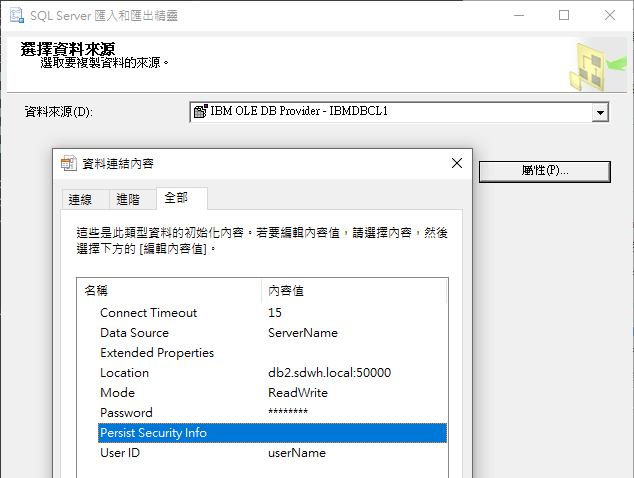 SQL Server 匯入和匯出精靈
選擇資料來源
選取要複製資料的來源。
資料來源(D): IBM OLE DB Provider - IBMDBCL1
資料連結內容
屬性(P)...
連線 進階 全部
這些是此類型資料的初始化內容。若要編輯內容值，請選擇內容，然後
選擇下方的 [編輯內容值]。
名稱 內容值
Connect Timeout 15
Data Source ServerName
Extended Properties
Location db2.sdwh.local:50000
Mode ReadWrite
Password ********
Persist Security Info
User ID userName